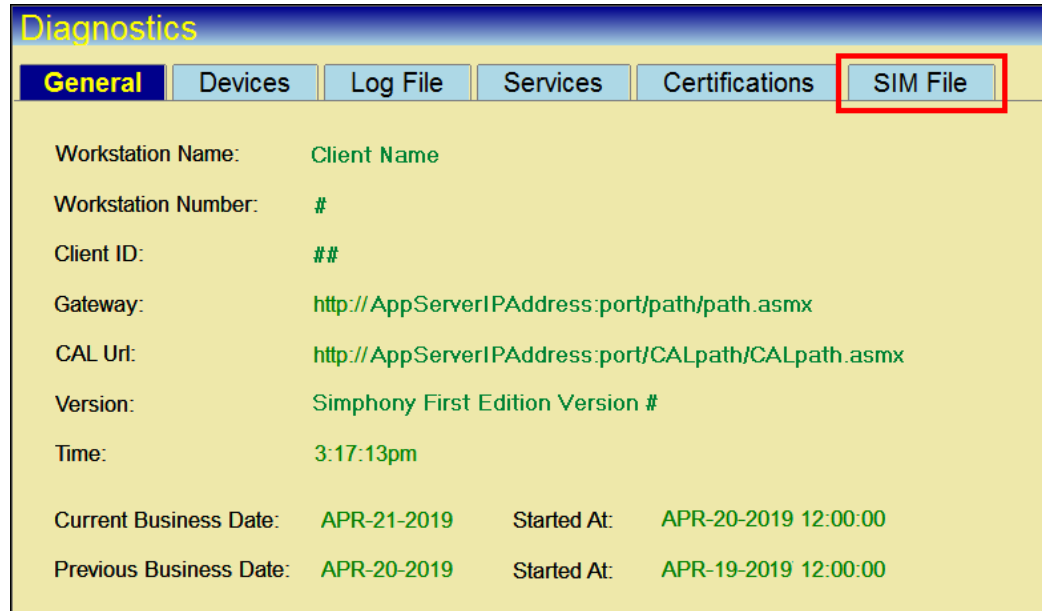 Diagnostics
General Devices Log File Services Certifications SIM File
Workstation Name: Client Name
Workstation Number: #
Client ID: ##
Gateway: http://AppServerIPAddress:port/path/path.asmx
CAL Url: http://AppServerIPAddress:port/CALpath/CALpath.asmx
Version: Simphony First Edition Version #
Time: 3:17:13pm
Current Business Date: APR-21-2019 Started At: APR-20-2019 12:00:00
Previous Business Date: APR-20-2019 Started At: APR-19-2019 12:00:00